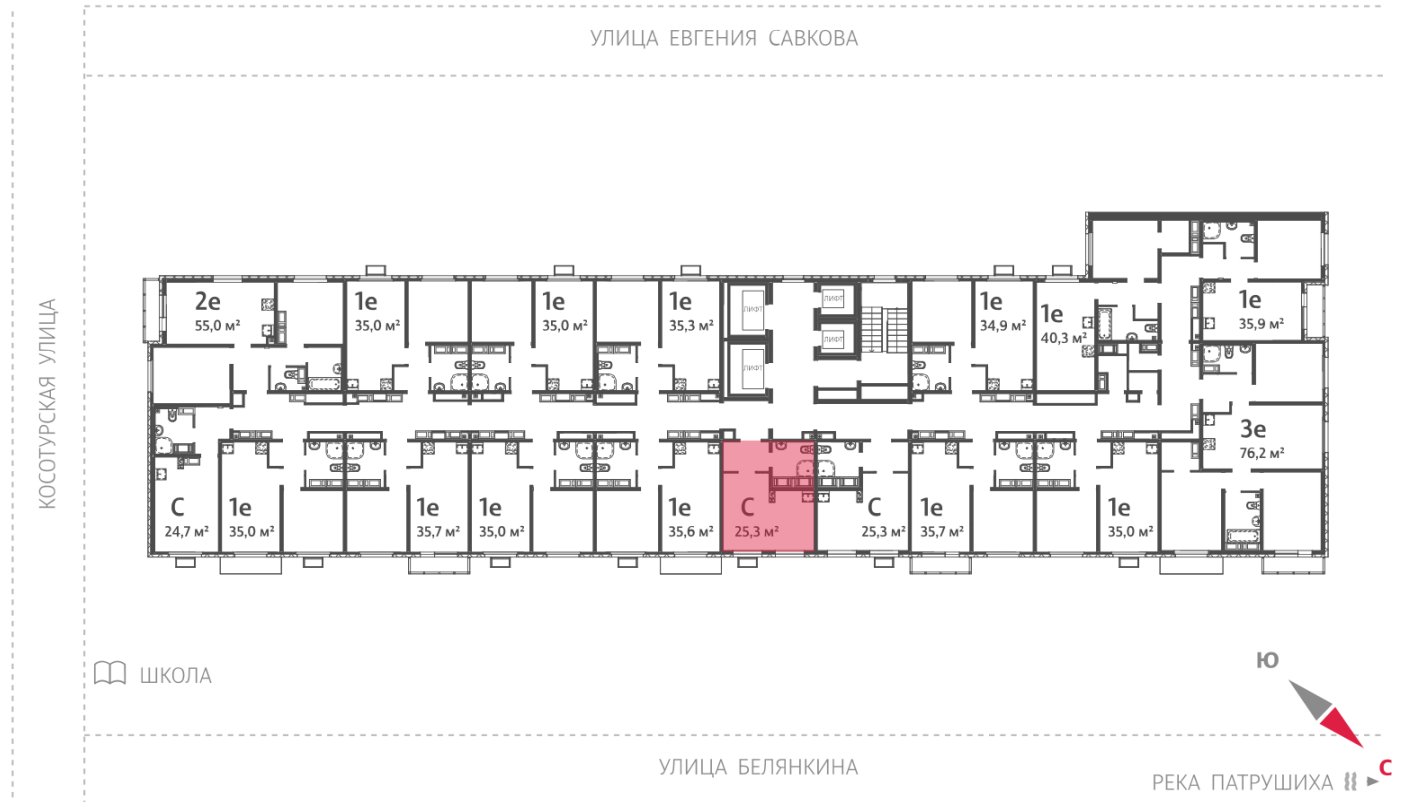 УЛИЦА ЕВГЕНИЯ САВКОВА
КОСОТУРСКАЯ УЛИЦА
2е
55,0 м²
1е
35,0 м²
1е
35,0 м²
1е
35,3 м²
ЛИФТ
ЛИФТ
ЛИФТ
ЛИФТ
1е
34,9 м²
1е
40,3 м²
1е
35,9 м²
3е
76,2 м²
С
24,7 м²
1е
35,0 м²
1е
35,7 м²
1е
35,0 м²
1е
35,6 м²
С
25,3 м²
С
25,3 м²
1е
35,7 м²
1е
35,0 м²
ШКОЛА
Ю
С
УЛИЦА БЕЛЯНКИНА
РЕКА ПАТРУШИХА